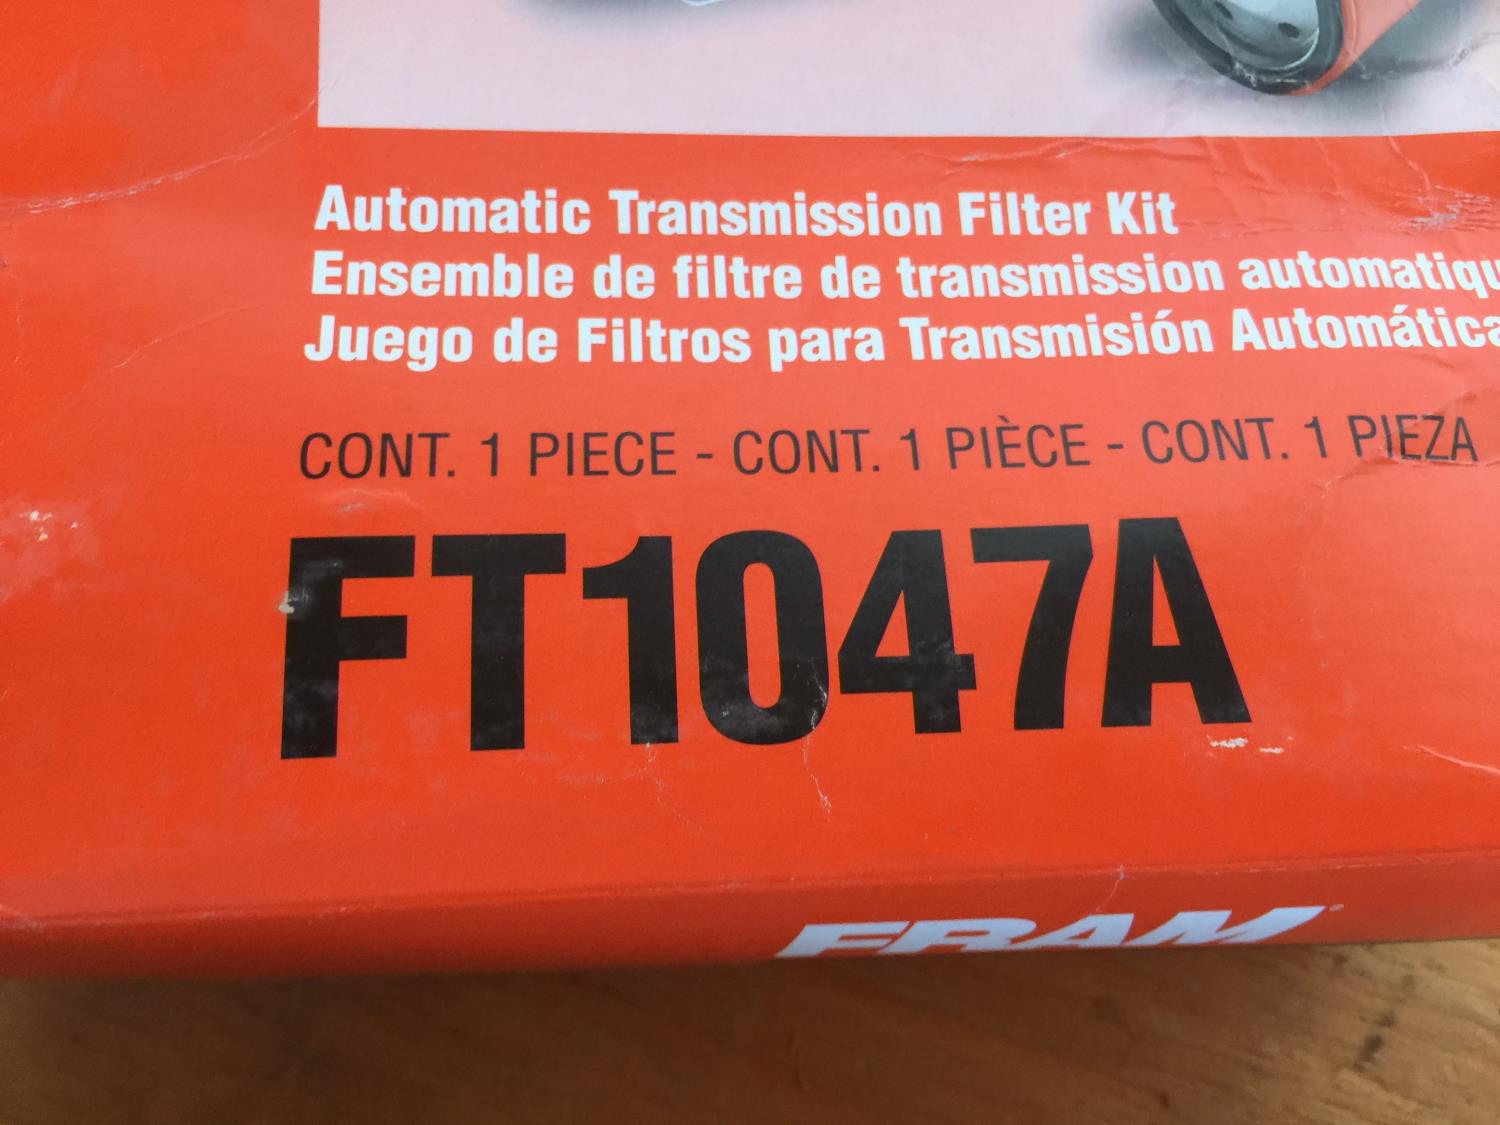 Automatic Transmission Filter Kit
Ensemble de filtre de transmission automatiqu
Juego de Filtros para Transmisión Automática
CONT. 1 PIECE - CONT. 1 PIÈCE - CONT. 1 PIEZA
FT1047A
FRAM®